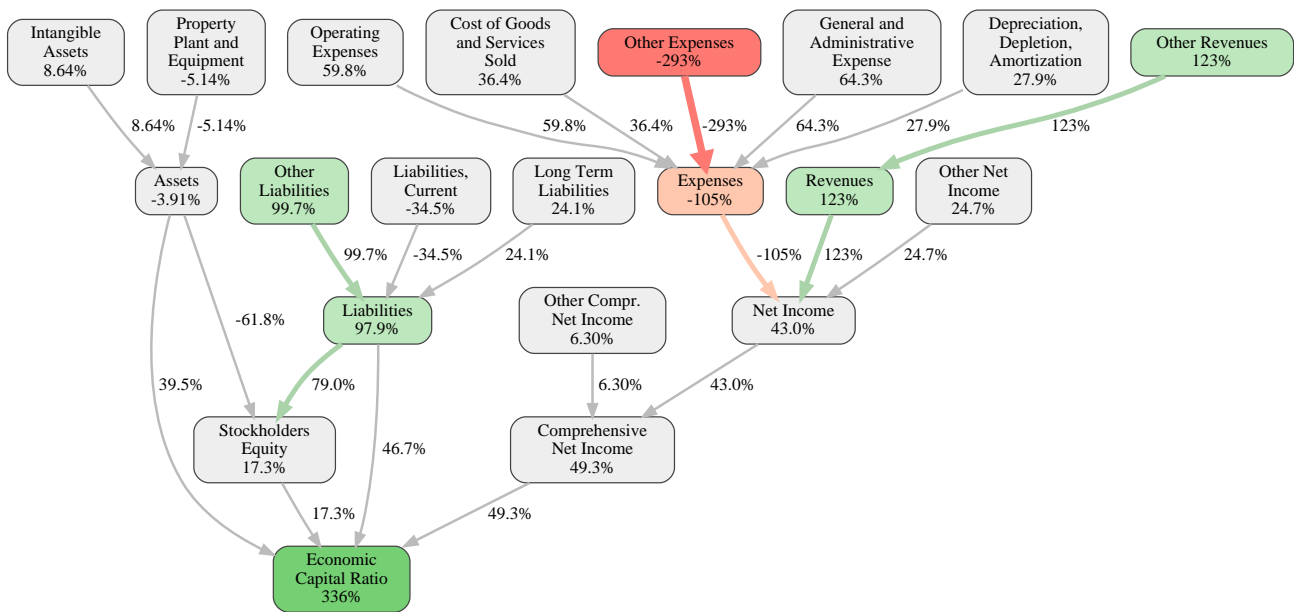 Intangible
Assets
8.64%
Property
Plant and
Equipment
-5.14%
Operating
Expenses
59.8%
Cost of Goods
and Services
Sold
36.4%
Other Expenses
-293%
General and
Administrative
Expense
64.3%
Depreciation,
Depletion,
Amortization
27.9%
Other Revenues
123%
8.64%
-5.14%
59.8%
36.4%
-293%
64.3%
27.9%
123%
Assets
-3.91%
Other
Liabilities
99.7%
Liabilities,
Current
-34.5%
Long Term
Liabilities
24.1%
Expenses
-105%
Revenues
123%
Other Net
Income
24.7%
99.7%
-34.5%
24.1%
-105%
123%
24.7%
-61.8%
Liabilities
97.9%
Other Compr.
Net Income
6.30%
Net Income
43.0%
39.5%
79.0%
6.30%
43.0%
Stockholders
Equity
17.3%
46.7%
Comprehensive
Net Income
49.3%
17.3%
49.3%
Economic
Capital Ratio
336%